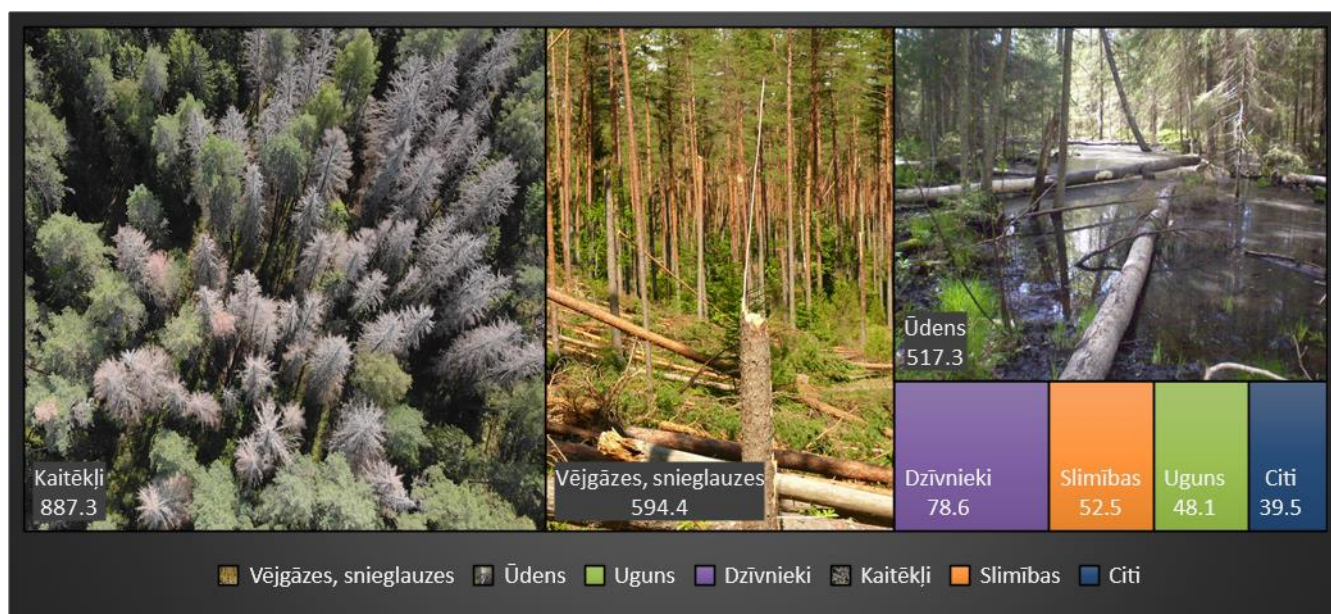 Kaitēkļi
887.3
Vējgāzes, snieglauzes
594.4
Ūdens
517.3
Dzīvnieki
78.6
Slimības
52.5
Uguns
48.1
Citi
39.5
Vējgāzes, snieglauzes Ūdens Uguns Dzīvnieki Kaitēkļi Slimības Citi